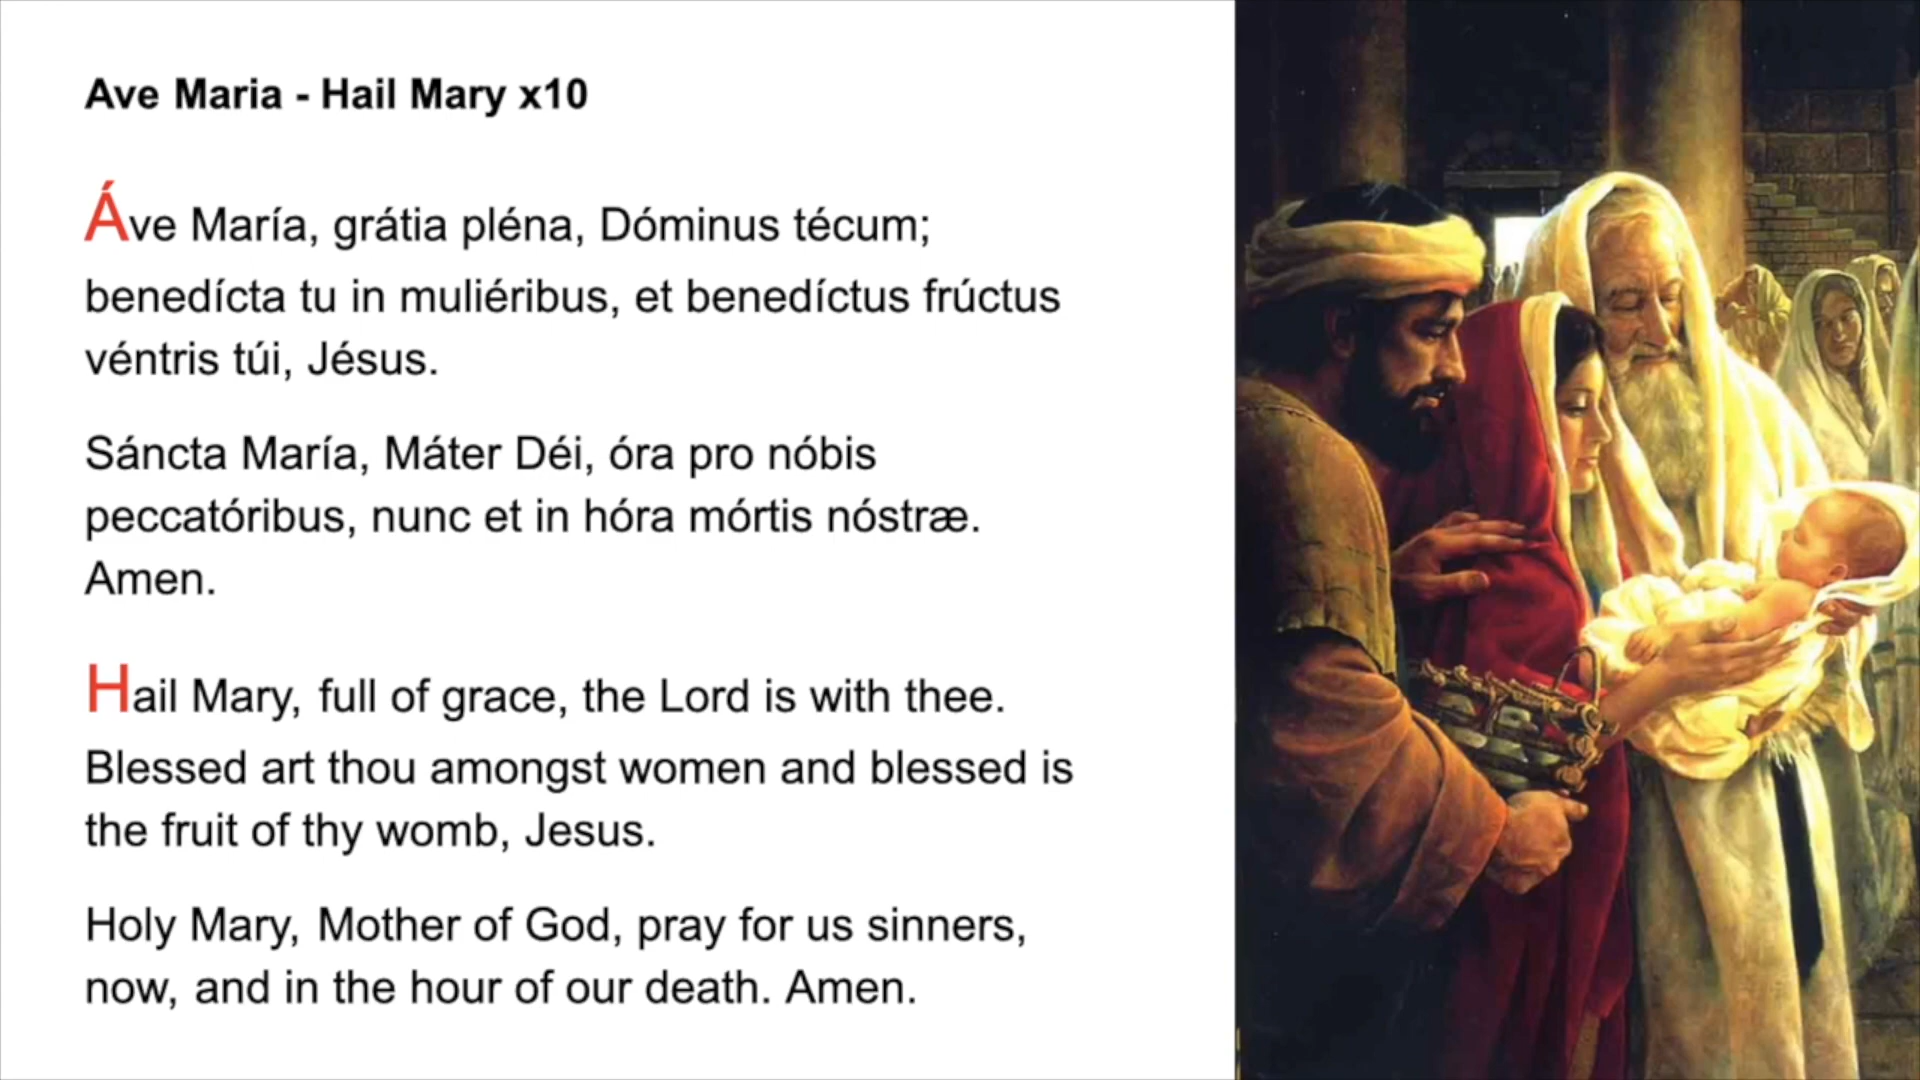 Ave Maria - Hail Mary x10
Áve María, grátia pléna, Dóminus técum;
benedícta tu in muliéribus, et benedíctus frúctus
véntris túi, Jésus.
Sáncta María, Máter Déi, óra pro nóbis
peccatóribus, nunc et in hóra mórtis nóstræ.
Amen.
Hail Mary, full of grace, the Lord is with thee.
Blessed art thou amongst women and blessed is
the fruit of thy womb, Jesus.
Holy Mary, Mother of God, pray for us sinners,
now, and in the hour of our death. Amen.